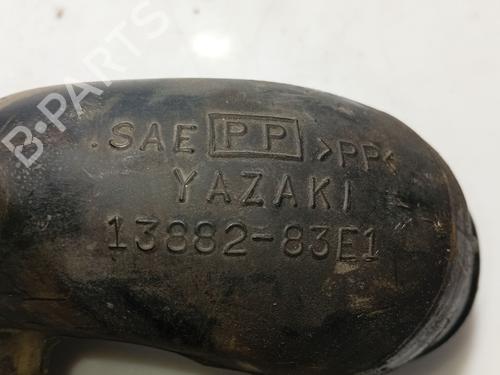 B-PARTS
.SAE PP >PP<
YAZAKI
13882-83E1